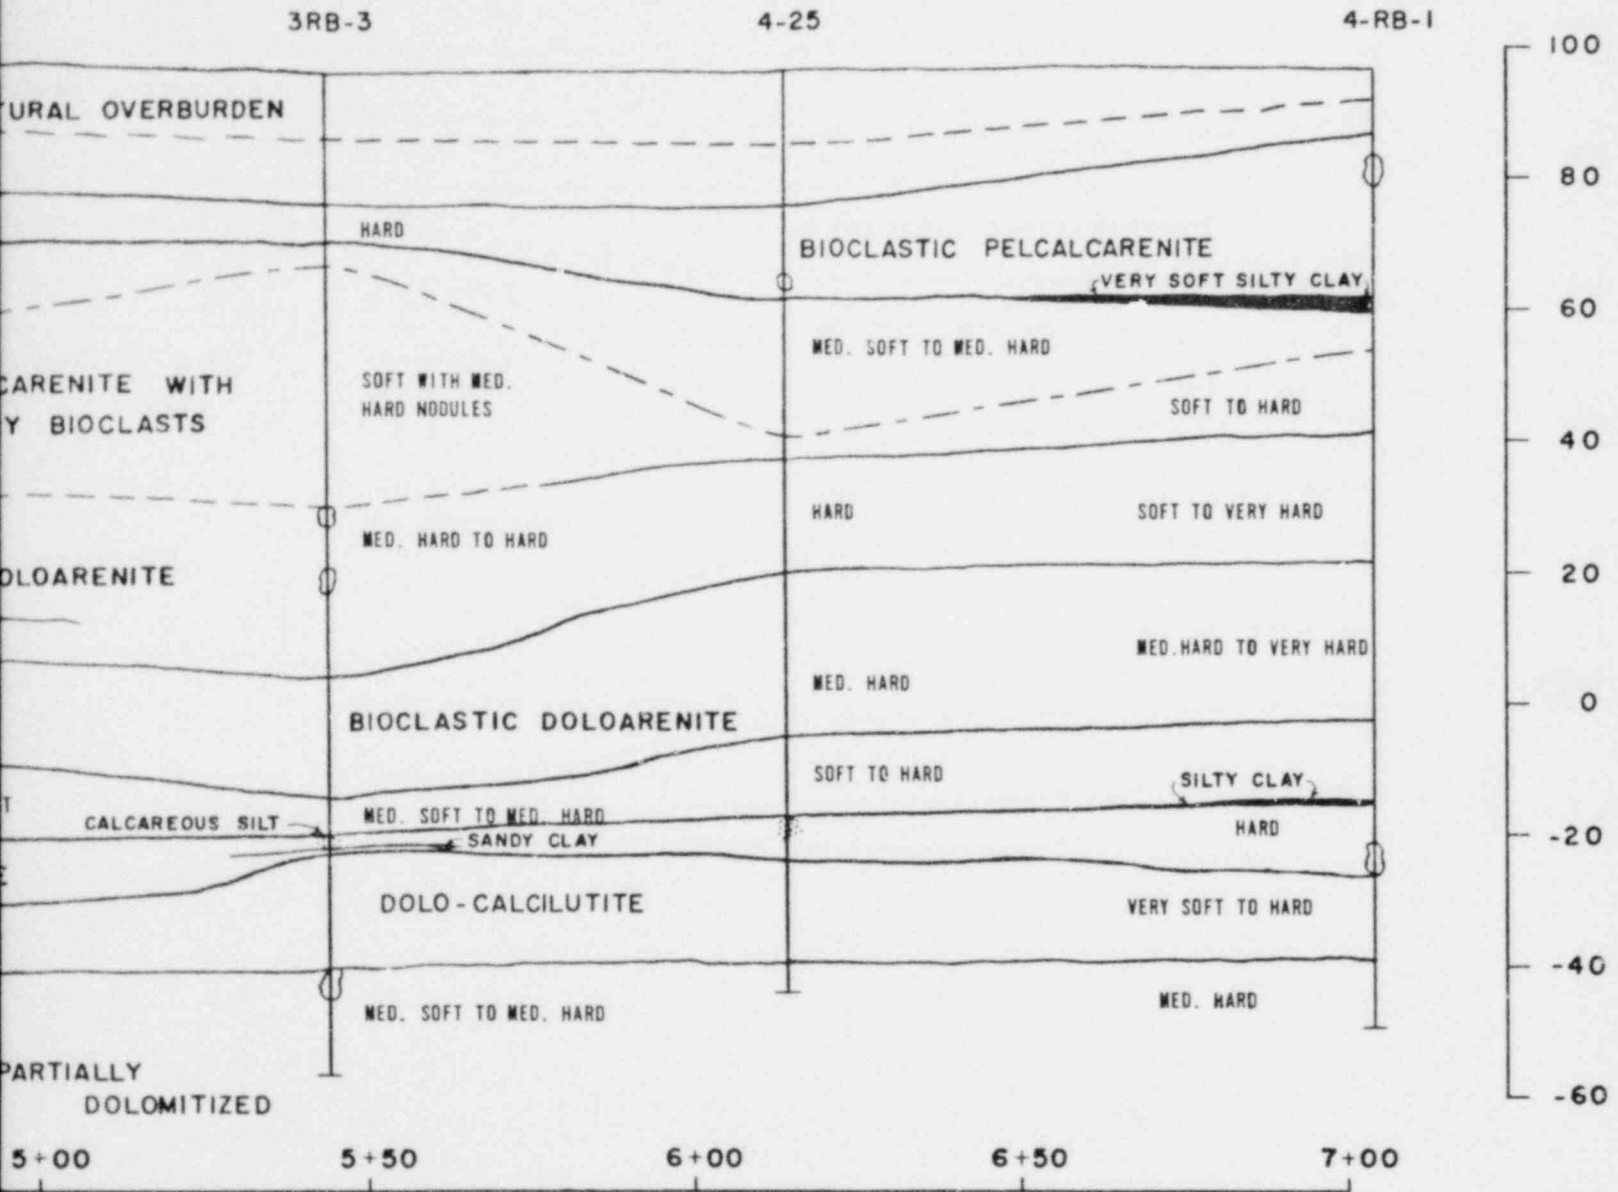 3RB-3
4-25
4-RB-1
100
TURAL OVERBURDEN
80
HARD
BIOCLASTIC PELCALCARENITE
VERY SOFT SILTY CLAY
60
MED. SOFT TO MED. HARD
CARENITE WITH
Y BIOCLASTS
SOFT WITH MED.
HARD NODULES
SOFT TO HARD
40
MED. HARD TO HARD
HARD
SOFT TO VERY HARD
OLOARENITE
20
MED.HARD TO VERY HARD
MED. HARD
0
BIOCLASTIC DOLOARENITE
SOFT TO HARD
SILTY CLAY
T
MED. SOFT TO MED. HARD
CALCAREOUS SILT
HARD
-20
SANDY CLAY
E
DOLO-CALCILUTITE
VERY SOFT TO HARD
-40
MED. SOFT TO MED. HARD
MED. HARD
PARTIALLY
DOLOMITIZED
-60
5+00
5+50
6+00
6+50
7+00